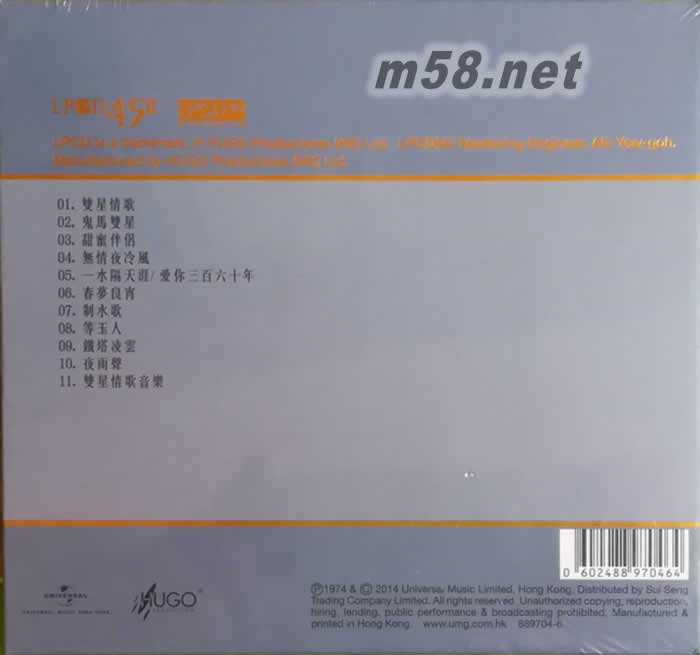 m58.net
LPCD45II
LPCD is a trademark of HUGO Productions (HK) Ltd. Mastering Engineer: Aik Yew-goh.
Manufactured by HUGO Productions (HK) Ltd.
01. 雙星情歌
02. 鬼馬雙星
03. 甜蜜伴侶
04. 無情夜冷風
05. 一水隔天涯/愛你三百六十年
06. 春夢良宵
07. 制水歌
08. 等玉人
09. 鐵塔凌雲
10. 夜雨聲
11. 雙星情歌音樂
0 602488 970464
UNIVERSAL
HUGO®
Ⓟ1974 & Ⓒ 2014 Universal Music Limited, Hong Kong. Distributed by Sui Seng
Trading Company Limited. All rights reserved. Unauthorized copying, reproduction,
hiring, lending, public performance & broadcasting prohibited. Manufactured &
printed in Hong Kong. www.umg.com.hk 889704-6